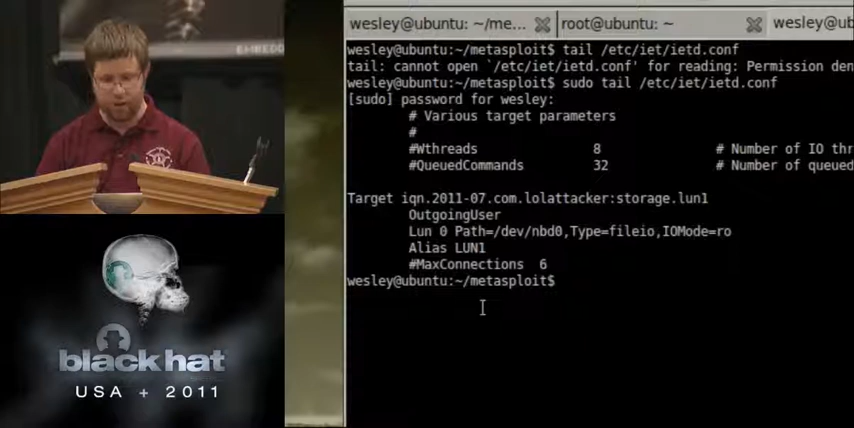 EMBEDD
black hat
USA + 2011
wesley@ubuntu: ~/me...
root@ubuntu: ~
wesley@ub
wesley@ubuntu:~/metasploit$ tail /etc/iet/ietd.conf
tail: cannot open `/etc/iet/ietd.conf' for reading: Permission den
wesley@ubuntu:~/metasploit$ sudo tail /etc/iet/ietd.conf
[sudo] password for wesley:
# Various target parameters
#
#Wthreads 8 # Number of IO thr
#QueuedCommands 32 # Number of queued
Target iqn.2011-07.com.lolattacker:storage.lun1
OutgoingUser
Lun 0 Path=/dev/nbd0,Type=fileio,IOMode=ro
Alias LUN1
#MaxConnections 6
wesley@ubuntu:~/metasploit$